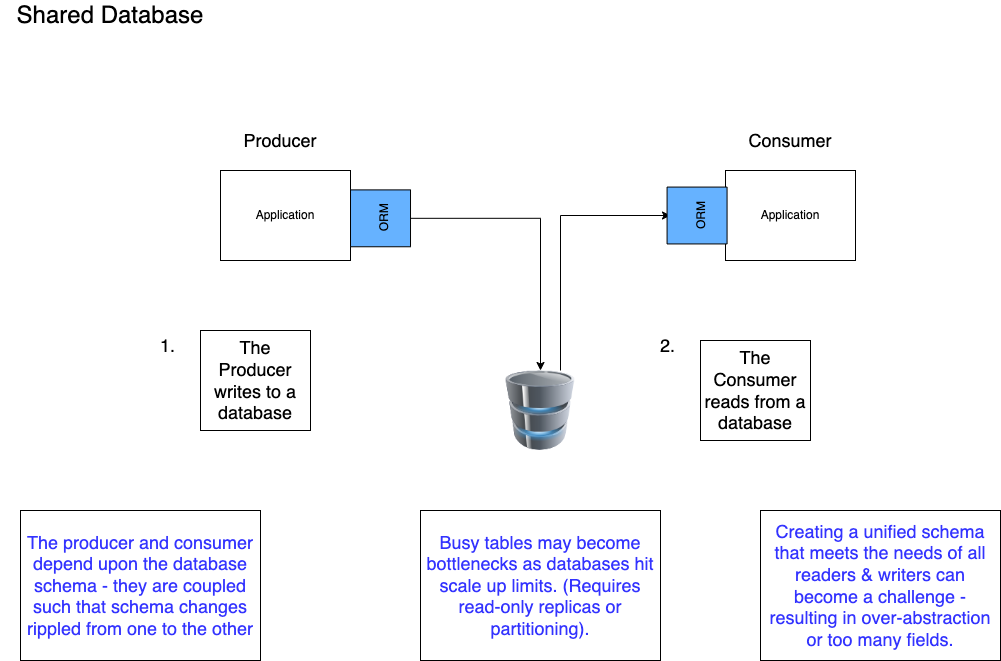 Shared Database
Producer
Consumer
Application
ORM
ORM
Application
1.
The
Producer
writes to a
database
2.
The
Consumer
reads from a
database
The producer and consumer
depend upon the database
schema - they are coupled
such that schema changes
rippled from one to the other
Busy tables may become
bottlenecks as databases hit
scale up limits. (Requires
read-only replicas or
partitioning).
Creating a unified schema
that meets the needs of all
readers & writers can
become a challenge -
resulting in over-abstraction
or too many fields.